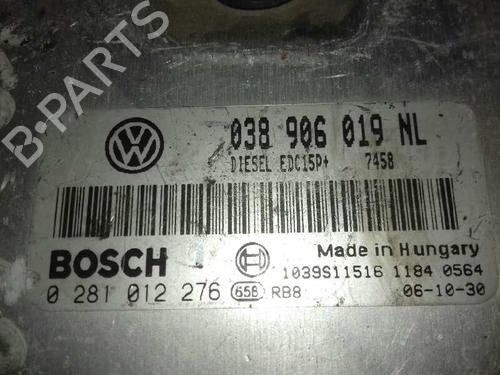 B-PARTS
038 906 019 NL
DIESEL EDC15P+ 7458
BOSCH
Made in Hungary
1039S11516 1184 0564
0 281 012 276 658 RB8 06-10-30